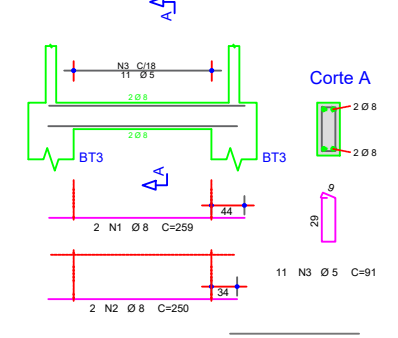 A
N3 C/18
11 Ø 5
Corte A
2 Ø 8
2 Ø 8
2 Ø 8
2 Ø 8
BT3
BT3
A
44
9
29
2 N1 Ø 8 C=259
11 N3 Ø 5 C=91
34
2 N2 Ø 8 C=250